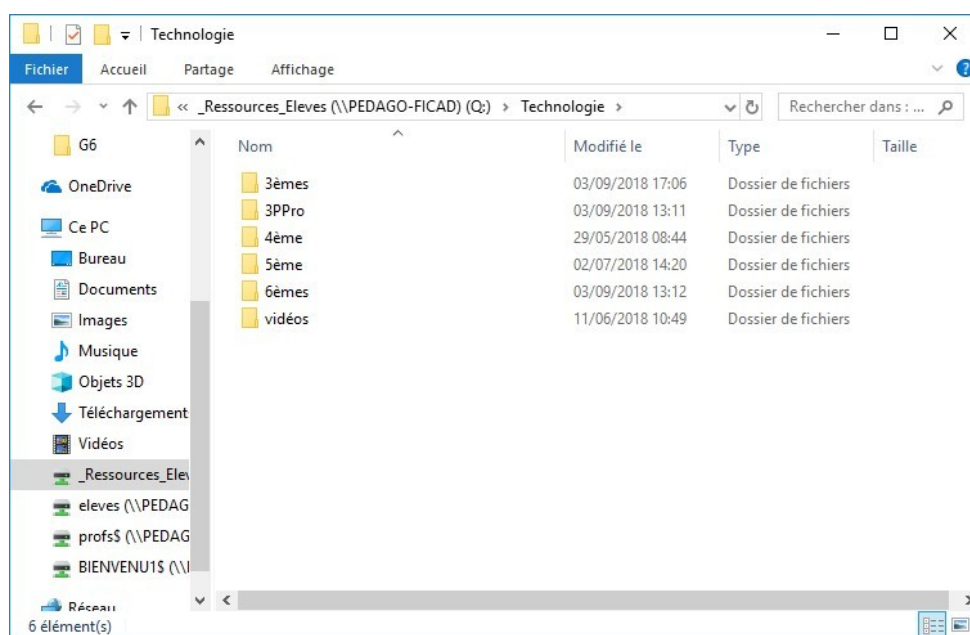 Technologie
Fichier Accueil Partage Affichage
« _Ressources_Eleves (\\PEDAGO-FICAD) (Q:) > Technologie > Rechercher dans : ...
G6
OneDrive
Ce PC
Bureau
Documents
Images
Musique
Objets 3D
Téléchargement
Vidéos
_Ressources_Elev
eleves (\\PEDAG
profs$ (\\PEDAG
BIENVENU1$ (\\
Réseau
Nom Modifié le Type Taille
3èmes 03/09/2018 17:06 Dossier de fichiers
3PPro 03/09/2018 13:11 Dossier de fichiers
4ème 29/05/2018 08:44 Dossier de fichiers
5ème 02/07/2018 14:20 Dossier de fichiers
6èmes 03/09/2018 13:12 Dossier de fichiers
vidéos 11/06/2018 10:49 Dossier de fichiers
6 élément(s)